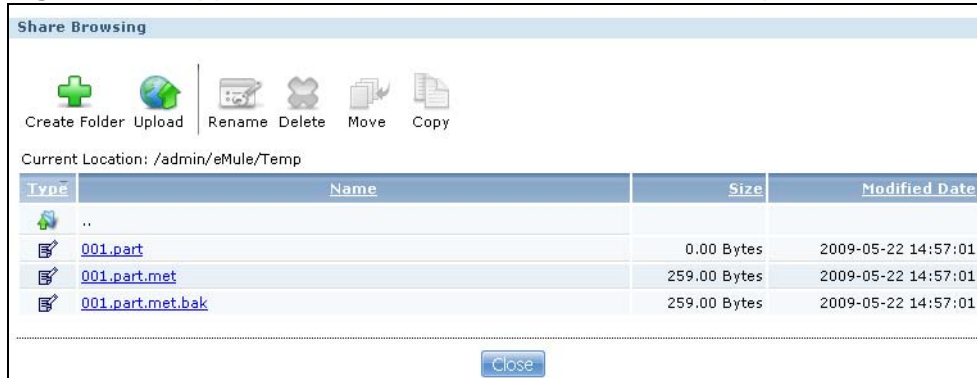 Share Browsing
Create Folder Upload Rename Delete Move Copy
Current Location: /admin/eMule/Temp
Type Name Size Modified Date
..
001.part 0.00 Bytes 2009-05-22 14:57:01
001.part.met 259.00 Bytes 2009-05-22 14:57:01
001.part.met.bak 259.00 Bytes 2009-05-22 14:57:01
Close